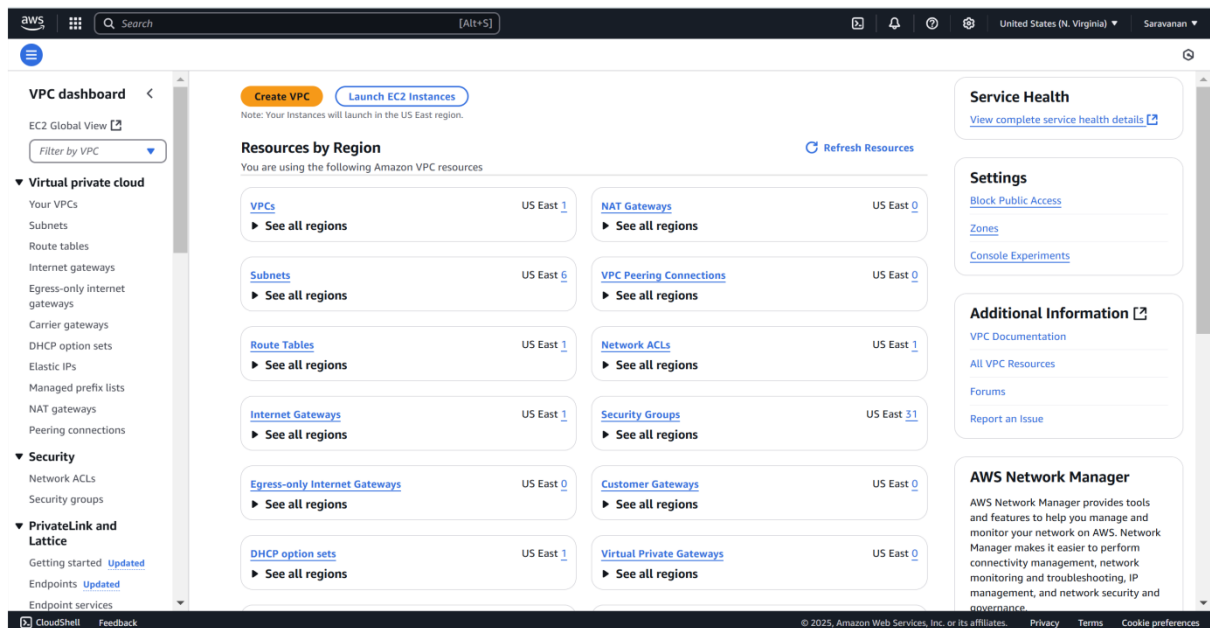 aws
Search
[Alt+S]
United States (N. Virginia) ▼
Saravanan ▼
VPC dashboard
EC2 Global View
Filter by VPC ▼
▼ Virtual private cloud
Your VPCs
Subnets
Route tables
Internet gateways
Egress-only internet
gateways
Carrier gateways
DHCP option sets
Elastic IPs
Managed prefix lists
NAT gateways
Peering connections
▼ Security
Network ACLs
Security groups
▼ PrivateLink and
Lattice
Getting started Updated
Endpoints Updated
Endpoint services
Create VPC
Launch EC2 Instances
Note: Your Instances will launch in the US East region.
Resources by Region
Refresh Resources
You are using the following Amazon VPC resources
VPCs US East 1
▶ See all regions
NAT Gateways US East 0
▶ See all regions
Subnets US East 6
▶ See all regions
VPC Peering Connections US East 0
▶ See all regions
Route Tables US East 1
▶ See all regions
Network ACLs US East 1
▶ See all regions
Internet Gateways US East 1
▶ See all regions
Security Groups US East 31
▶ See all regions
Egress-only Internet Gateways US East 0
▶ See all regions
Customer Gateways US East 0
▶ See all regions
DHCP option sets US East 1
▶ See all regions
Virtual Private Gateways US East 0
▶ See all regions
Service Health
View complete service health details
Settings
Block Public Access
Zones
Console Experiments
Additional Information
VPC Documentation
All VPC Resources
Forums
Report an Issue
AWS Network Manager
AWS Network Manager provides tools
and features to help you manage and
monitor your network on AWS. Network
Manager makes it easier to perform
connectivity management, network
monitoring and troubleshooting, IP
management, and network security and
governance.
CloudShell
Feedback
© 2025, Amazon Web Services, Inc. or its affiliates.
Privacy
Terms
Cookie preferences